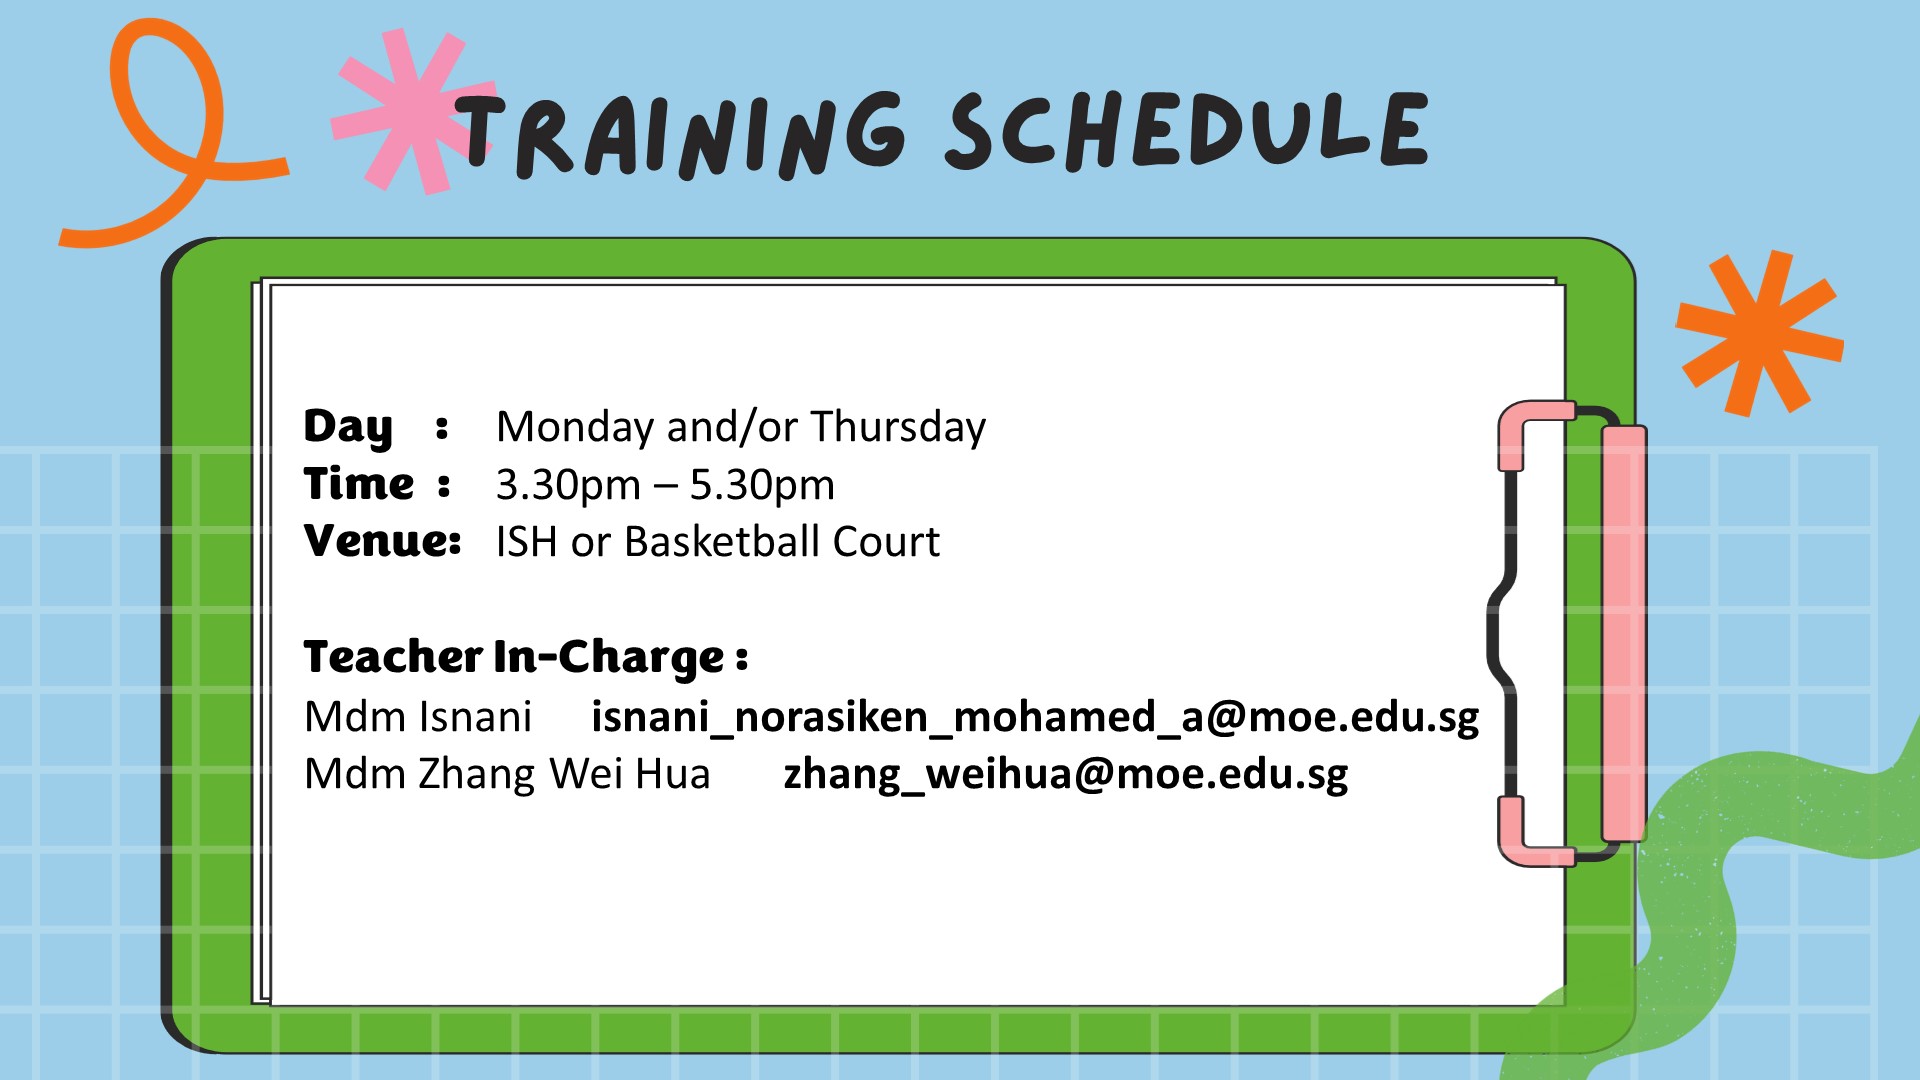 TRAINING SCHEDULE
Day : Monday and/or Thursday
Time : 3.30pm – 5.30pm
Venue: ISH or Basketball Court
Teacher In-Charge :
Mdm Isnani isnani_norasiken_mohamed_a@moe.edu.sg
Mdm Zhang Wei Hua zhang_weihua@moe.edu.sg